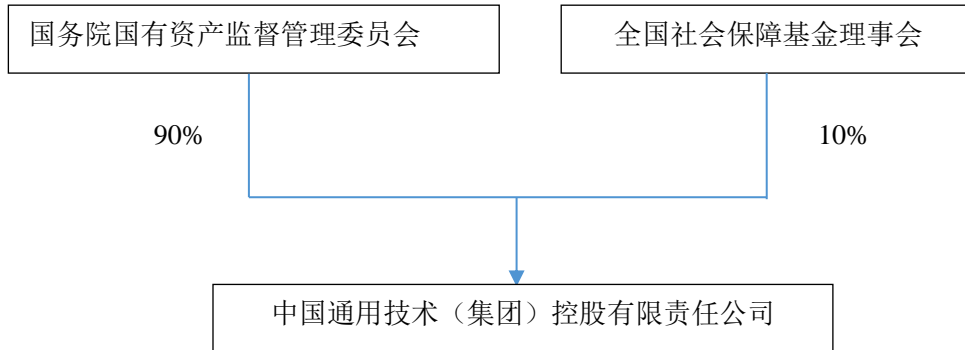 国务院国有资产监督管理委员会
全国社会保障基金理事会
90%
10%
中国通用技术（集团）控股有限责任公司